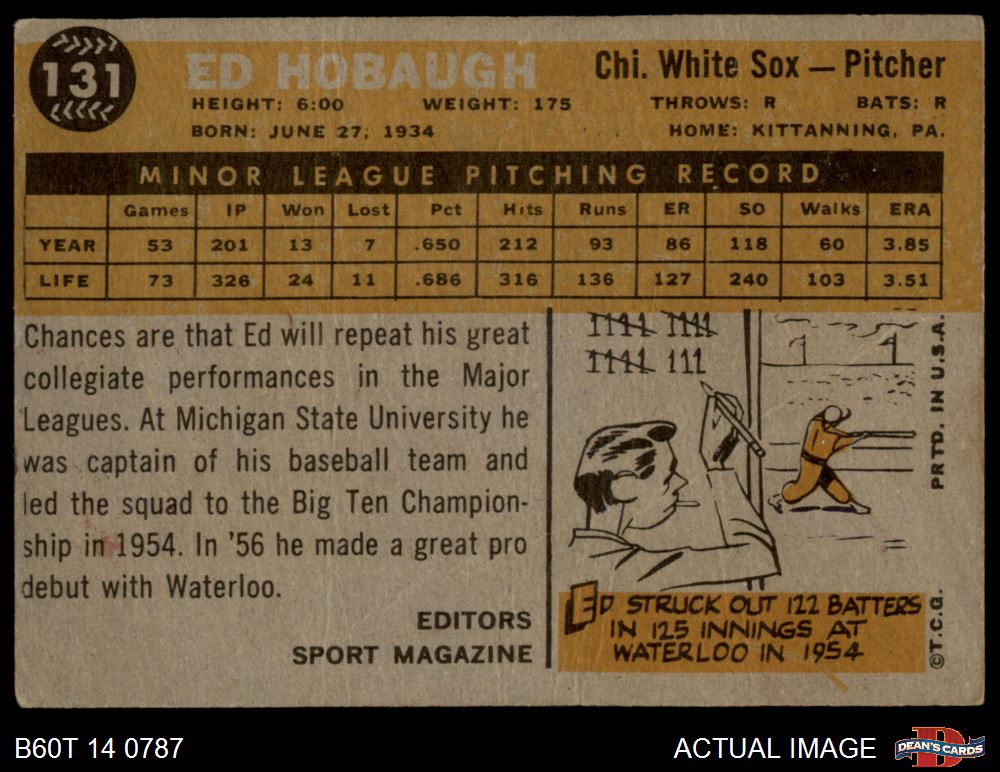 131
ED HOBAUGH
Chi. White Sox — Pitcher
HEIGHT: 6:00 WEIGHT: 175 THROWS: R BATS: R
BORN: JUNE 27, 1934 HOME: KITTANNING, PA.
MINOR LEAGUE PITCHING RECORD
Games IP Won Lost Pct Hits Runs ER SO Walks ERA
YEAR 53 201 13 7 .650 212 93 86 118 60 3.85
LIFE 73 326 24 11 .686 316 136 127 240 103 3.51
Chances are that Ed will repeat his great
collegiate performances in the Major
Leagues. At Michigan State University he
was captain of his baseball team and
led the squad to the Big Ten Champion-
ship in 1954. In '56 he made a great pro
debut with Waterloo.
EDITORS
SPORT MAGAZINE
ED STRUCK OUT 122 BATTERS
IN 125 INNINGS AT
WATERLOO IN 1954
©T.C.G. PRTD. IN U.S.A.
B60T 14 0787
ACTUAL IMAGE
D
DEAN'S CARDS